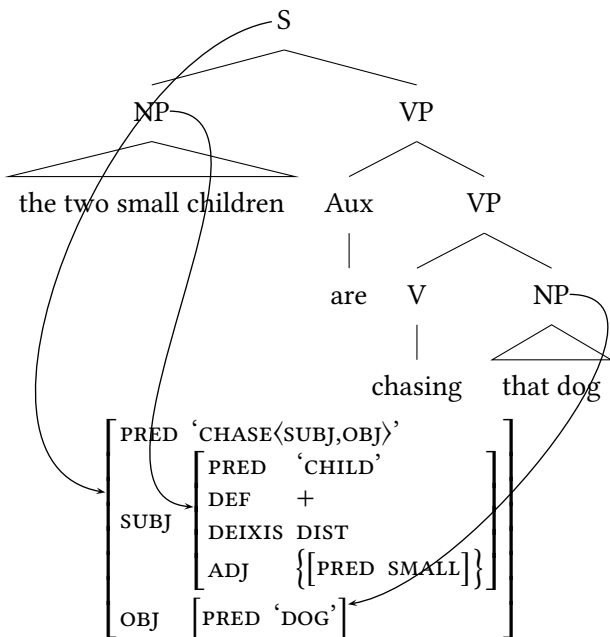 S
NP VP
the two small children Aux VP
are V NP
chasing that dog
PRED ‘CHASE⟨SUBJ,OBJ⟩’
PRED ‘CHILD’
DEF +
SUBJ
DEIXIS DIST
ADJ {[PRED SMALL]}
OBJ [PRED ‘DOG’]